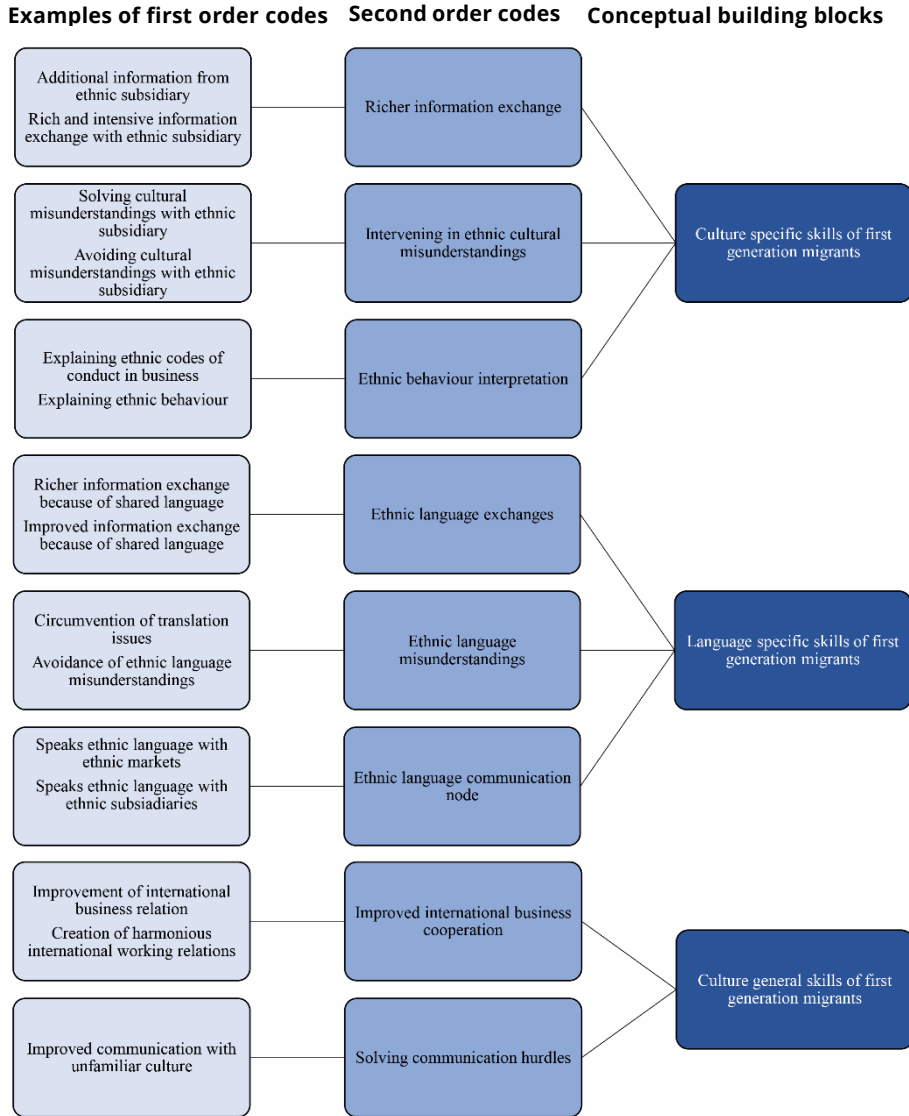 Examples of first order codes
Second order codes
Conceptual building blocks
Additional information from
ethnic subsidiary
Rich and intensive information
exchange with ethnic subsidiary
Richer information exchange
Solving cultural
misunderstandings with ethnic
subsidiary
Avoiding cultural
misunderstandings with ethnic
subsidiary
Intervening in ethnic cultural
misunderstandings
Culture specific skills of first
generation migrants
Explaining ethnic codes of
conduct in business
Explaining ethnic behaviour
Ethnic behaviour interpretation
Richer information exchange
because of shared language
Improved information exchange
because of shared language
Ethnic language exchanges
Circumvention of translation
issues
Avoidance of ethnic language
misunderstandings
Ethnic language
misunderstandings
Language specific skills of first
generation migrants
Speaks ethnic language with
ethnic markets
Speaks ethnic language with
ethnic subsiadiaries
Ethnic language communication
node
Improvement of international
business relation
Creation of harmonious
international working relations
Improved international business
cooperation
Culture general skills of first
generation migrants
Improved communication with
unfamiliar culture
Solving communication hurdles